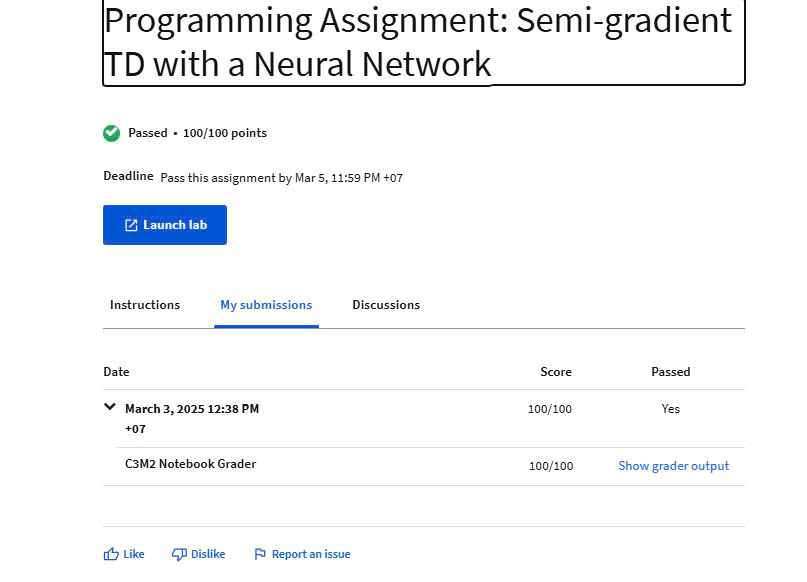 Programming Assignment: Semi-gradient
TD with a Neural Network
Passed • 100/100 points
Deadline Pass this assignment by Mar 5, 11:59 PM +07
Launch lab
Instructions My submissions Discussions
Date Score Passed
March 3, 2025 12:38 PM 100/100 Yes
+07
C3M2 Notebook Grader 100/100 Show grader output
Like Dislike Report an issue